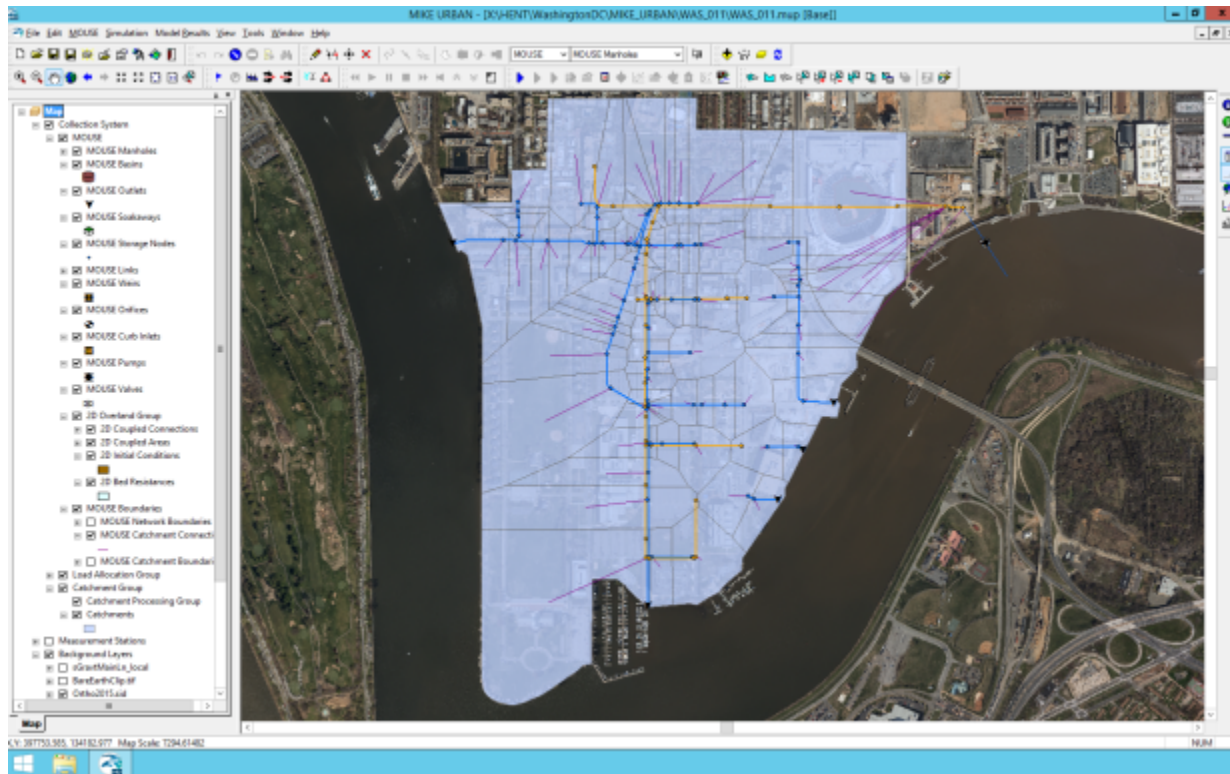 MIKE URBAN - [X:\HENT\WashingtonDC\MIKE_URBAN\WAS_011\WAS_011.mup [Base]]
File Edit MOUSE Simulation Model Results View Tools Window Help
MOUSE MOUSE Manholes
Map
Collection System
MOUSE
MOUSE Manholes
MOUSE Basins
MOUSE Outlets
MOUSE Soakaways
MOUSE Storage Nodes
MOUSE Links
MOUSE Weirs
MOUSE Orifices
MOUSE Curb Inlets
MOUSE Pumps
MOUSE Valves
2D Overland Group
2D Coupled Connections
2D Coupled Areas
2D Initial Conditions
2D Bed Resistances
MOUSE Boundaries
MOUSE Network Boundaries
MOUSE Catchment Connecti
MOUSE Catchment Boundari
Load Allocation Group
Catchment Group
Catchment Processing Group
Catchments
Measurement Stations
Background Layers
sGravtMainLn_local
BareEarthClip.tif
Ortho2015.sid
Map
X,Y: 397753.585, 134182.977 Map Scale: 7294.61482
NUM